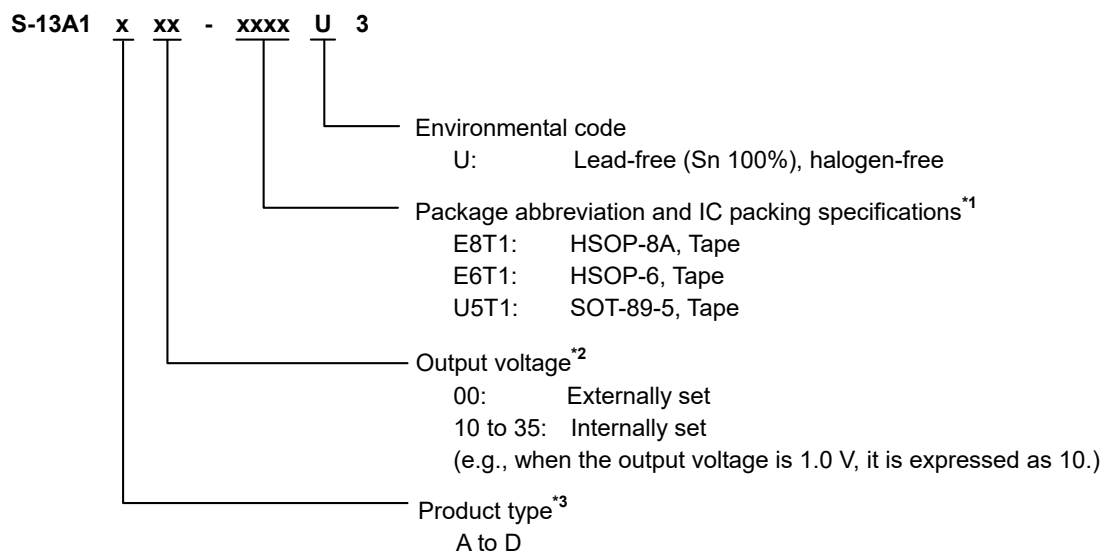 S-13A1 x xx - xxxx U 3
Environmental code
U: Lead-free (Sn 100%), halogen-free
Package abbreviation and IC packing specifications*1
E8T1: HSOP-8A, Tape
E6T1: HSOP-6, Tape
U5T1: SOT-89-5, Tape
Output voltage*2
00: Externally set
10 to 35: Internally set
(e.g., when the output voltage is 1.0 V, it is expressed as 10.)
Product type*3
A to D